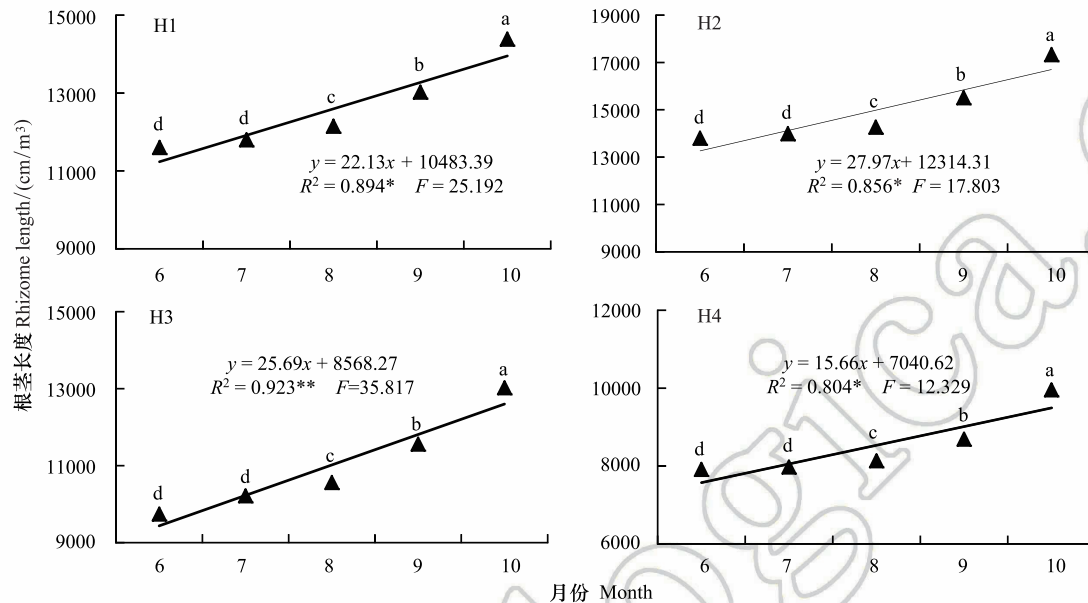 根茎长度 Rhizome length/(cm/m³)
H1
15000
13000
11000
9000
d
d
c
b
a
y = 22.13x + 10483.39
R² = 0.894* F = 25.192
6 7 8 9 10
H2
19000
17000
15000
13000
11000
9000
d
d
c
b
a
y = 27.97x+ 12314.31
R² = 0.856* F = 17.803
6 7 8 9 10
H3
15000
13000
11000
9000
y = 25.69x + 8568.27
R² = 0.923** F=35.817
d
d
c
b
a
6 7 8 9 10
H4
12000
10000
8000
6000
y = 15.66x + 7040.62
R² = 0.804* F = 12.329
d
d
c
b
a
6 7 8 9 10
月份 Month
ogica